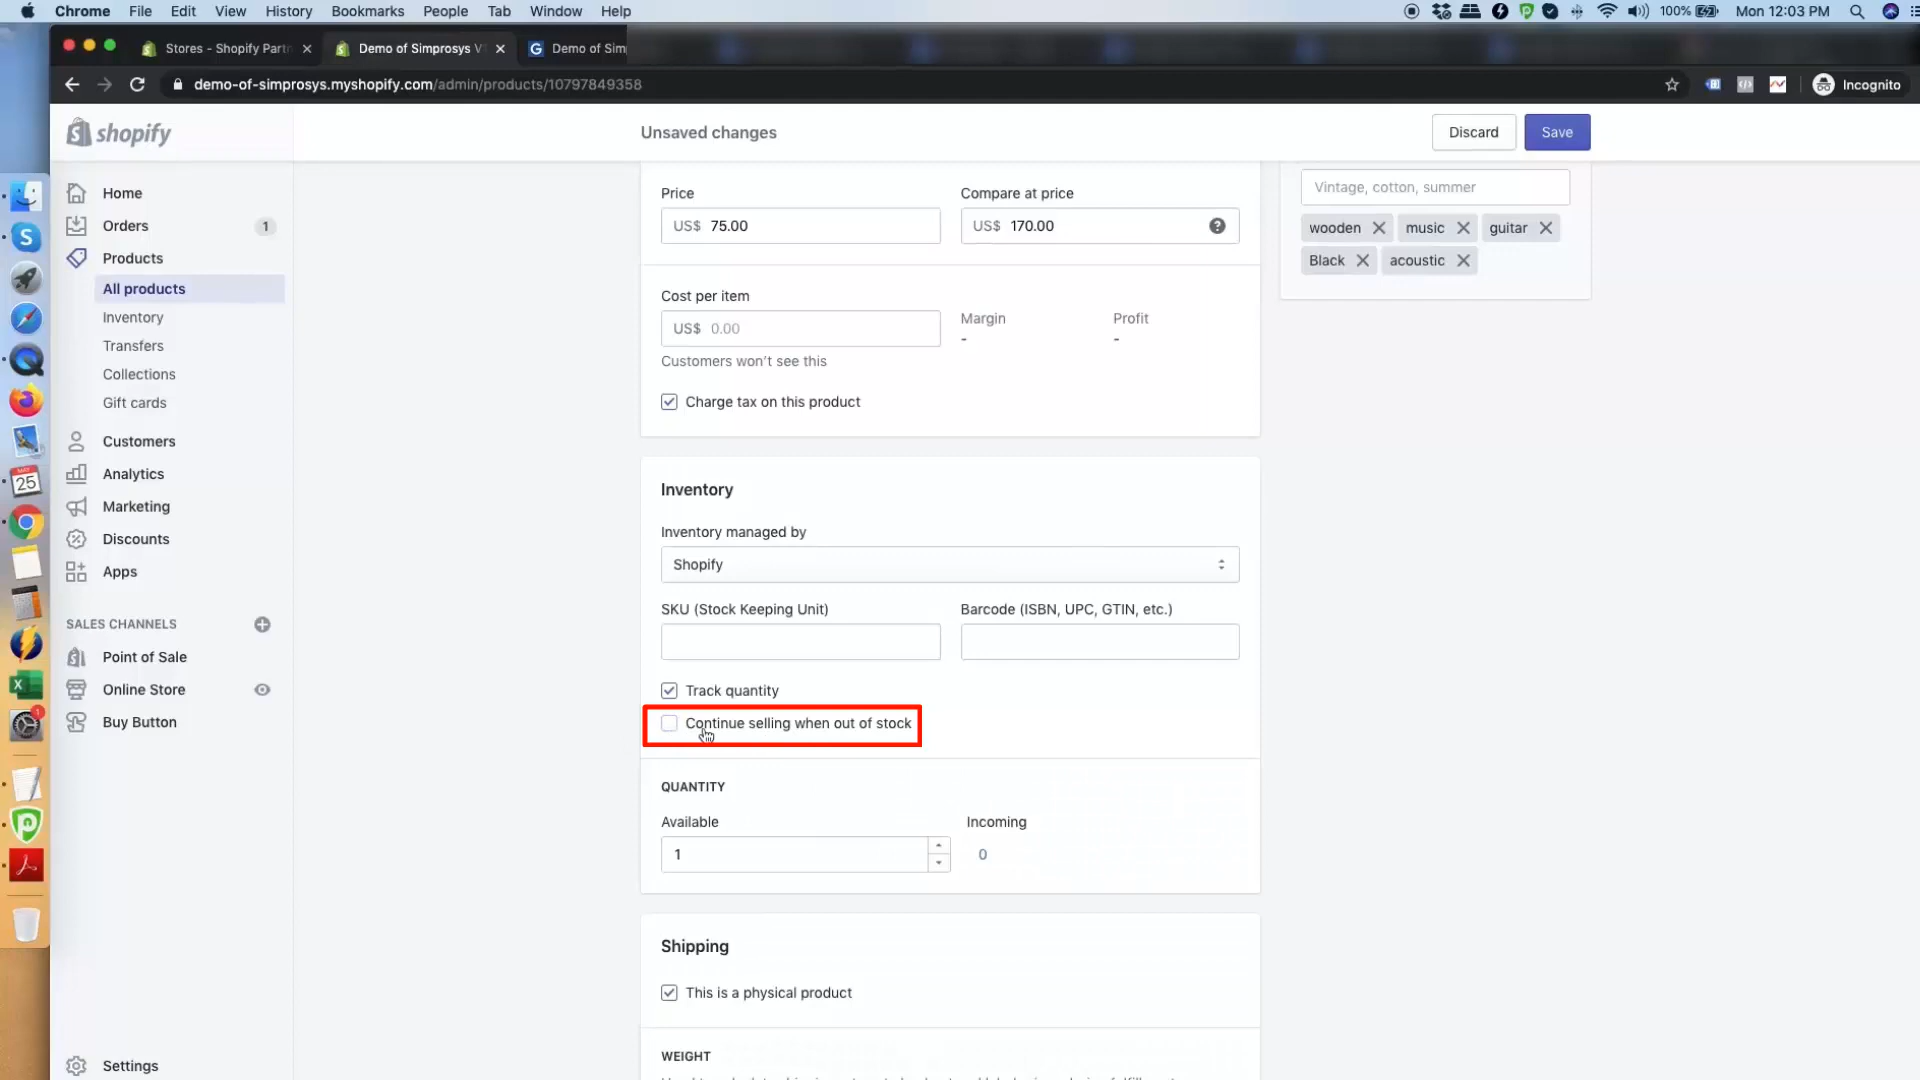 Chrome File Edit View History Bookmarks People Tab Window Help 100% Mon 12:03 PM
Stores - Shopify Partn Demo of Simprosys V Demo of Sim
demo-of-simprosys.myshopify.com/admin/products/10797849358 Incognito
shopify Unsaved changes Discard Save
Home
Orders 1
Products
All products
Inventory
Transfers
Collections
Gift cards
Customers
Analytics
Marketing
Discounts
Apps
SALES CHANNELS
Point of Sale
Online Store
Buy Button
Settings
Price Compare at price
US$ 75.00 US$ 170.00
Cost per item
US$ 0.00 Margin Profit
- -
Customers won't see this
Charge tax on this product
Inventory
Inventory managed by
Shopify
SKU (Stock Keeping Unit) Barcode (ISBN, UPC, GTIN, etc.)
Track quantity
Continue selling when out of stock
QUANTITY
Available Incoming
1 0
Shipping
This is a physical product
WEIGHT
Vintage, cotton, summer
wooden music guitar
Black acoustic
25
1